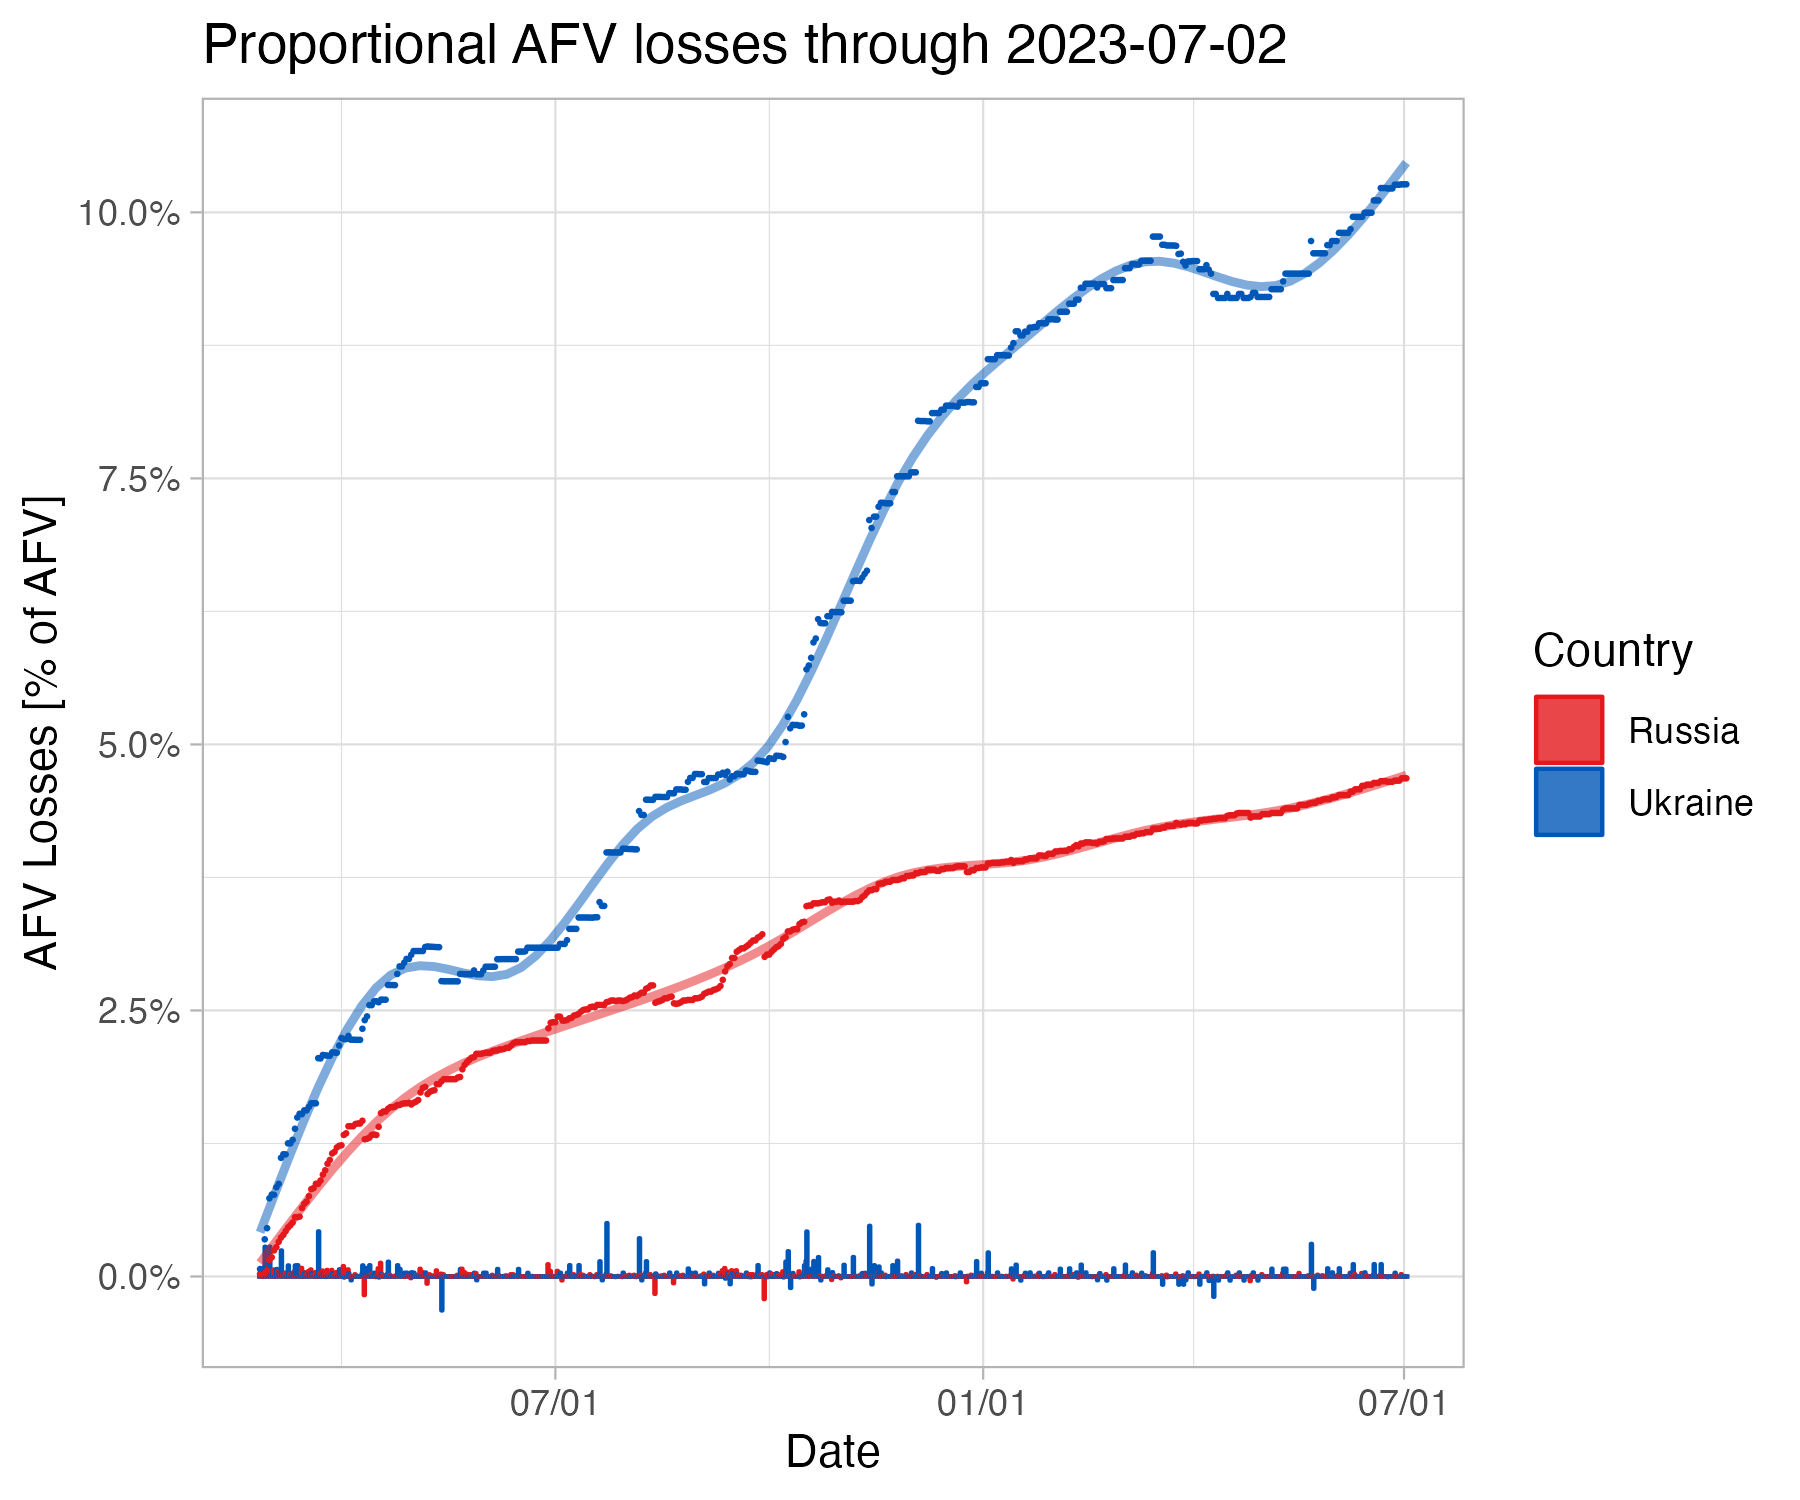 Proportional AFV losses through 2023-07-02
AFV Losses [% of AFV]
10.0%
7.5%
5.0%
2.5%
0.0%
07/01
01/01
07/01
Date
Country
Russia
Ukraine